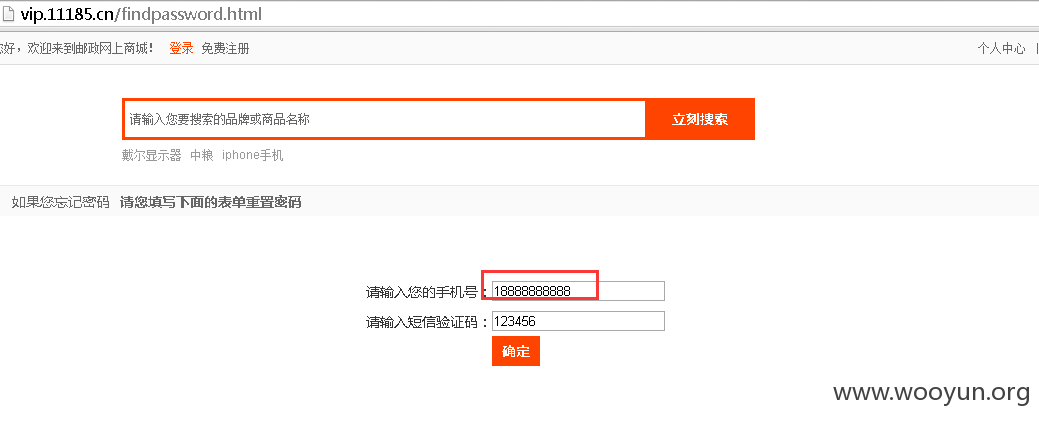 vip.11185.cn/findpassword.html
您好，欢迎来到邮政网上商城！ 登录 免费注册 个人中心 |
请输入您要搜索的品牌或商品名称 立刻搜索
戴尔显示器 中粮 iphone手机
如果您忘记密码 请您填写下面的表单重置密码
请输入您的手机号：18888888888
请输入短信验证码：123456
确定
www.wooyun.org